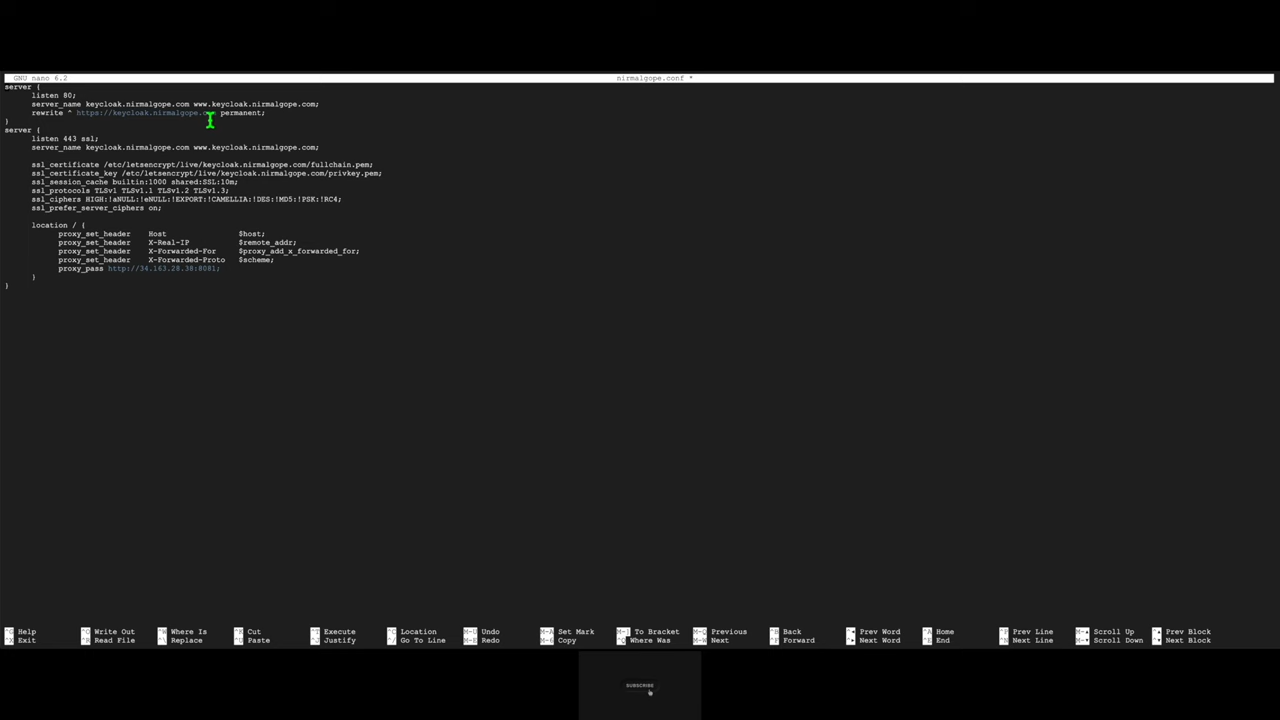 GNU nano 6.2 nirmalgope.conf *
server {
listen 80;
server_name keycloak.nirmalgope.com www.keycloak.nirmalgope.com;
rewrite ^ https://keycloak.nirmalgope. permanent;
}
server {
listen 443 ssl;
server_name keycloak.nirmalgope.com www.keycloak.nirmalgope.com;
ssl_certificate /etc/letsencrypt/live/keycloak.nirmalgope.com/fullchain.pem;
ssl_certificate_key /etc/letsencrypt/live/keycloak.nirmalgope.com/privkey.pem;
ssl_session_cache builtin:1000 shared:SSL:10m;
ssl_protocols TLSv1 TLSv1.1 TLSv1.2 TLSv1.3;
ssl_ciphers HIGH:!aNULL:!eNULL:!EXPORT:!CAMELLIA:!DES:!MD5:!PSK:!RC4;
ssl_prefer_server_ciphers on;
location / {
proxy_set_header Host $host;
proxy_set_header X-Real-IP $remote_addr;
proxy_set_header X-Forwarded-For $proxy_add_x_forwarded_for;
proxy_set_header X-Forwarded-Proto $scheme;
proxy_pass http://34.163.28.38:8081;
}
}
^G Help ^O Write Out ^W Where Is ^K Cut ^T Execute ^C Location M-U Undo M-A Set Mark M-] To Bracket M-Q Previous ^B Back Prev Word ^A Home ^P Prev Line M- Scroll Up Prev Block
^X Exit ^R Read File ^\ Replace ^U Paste ^J Justify ^/ Go To Line M-E Redo M-6 Copy ^Q Where Was M-W Next ^F Forward Next Word ^E End ^N Next Line M- Scroll Down Next Block
SUBSCRIBE